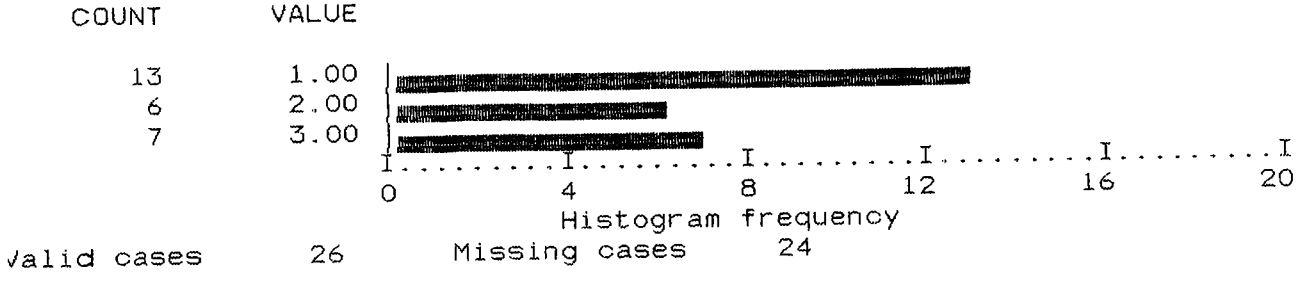 COUNT VALUE
13 1.00
6 2.00
7 3.00
I.........I.........I.........I.........I.........I
0 4 8 12 16 20
Histogram frequency
Valid cases 26 Missing cases 24